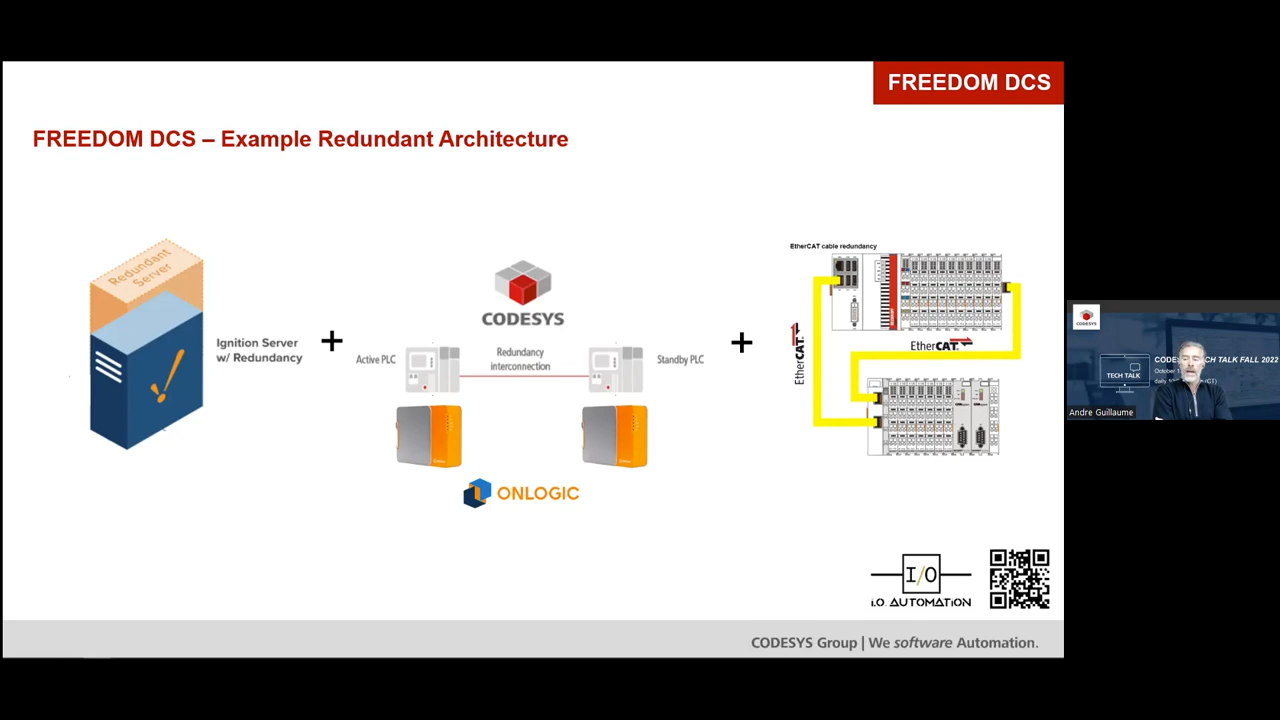 FREEDOM DCS
FREEDOM DCS – Example Redundant Architecture
Redundant
Server
Ignition Server
w/ Redundancy
+
CODESYS
Active PLC
Redundancy
interconnection
Standby PLC
ONLOGIC
+
EtherCAT cable redundancy
EtherCAT
EtherCAT
I/O
I.O. AUTOMATION
CODESYS Group | We software Automation.
CODESYS
TECH TALK
TECH TALK FALL 2022
Andre Guillaume